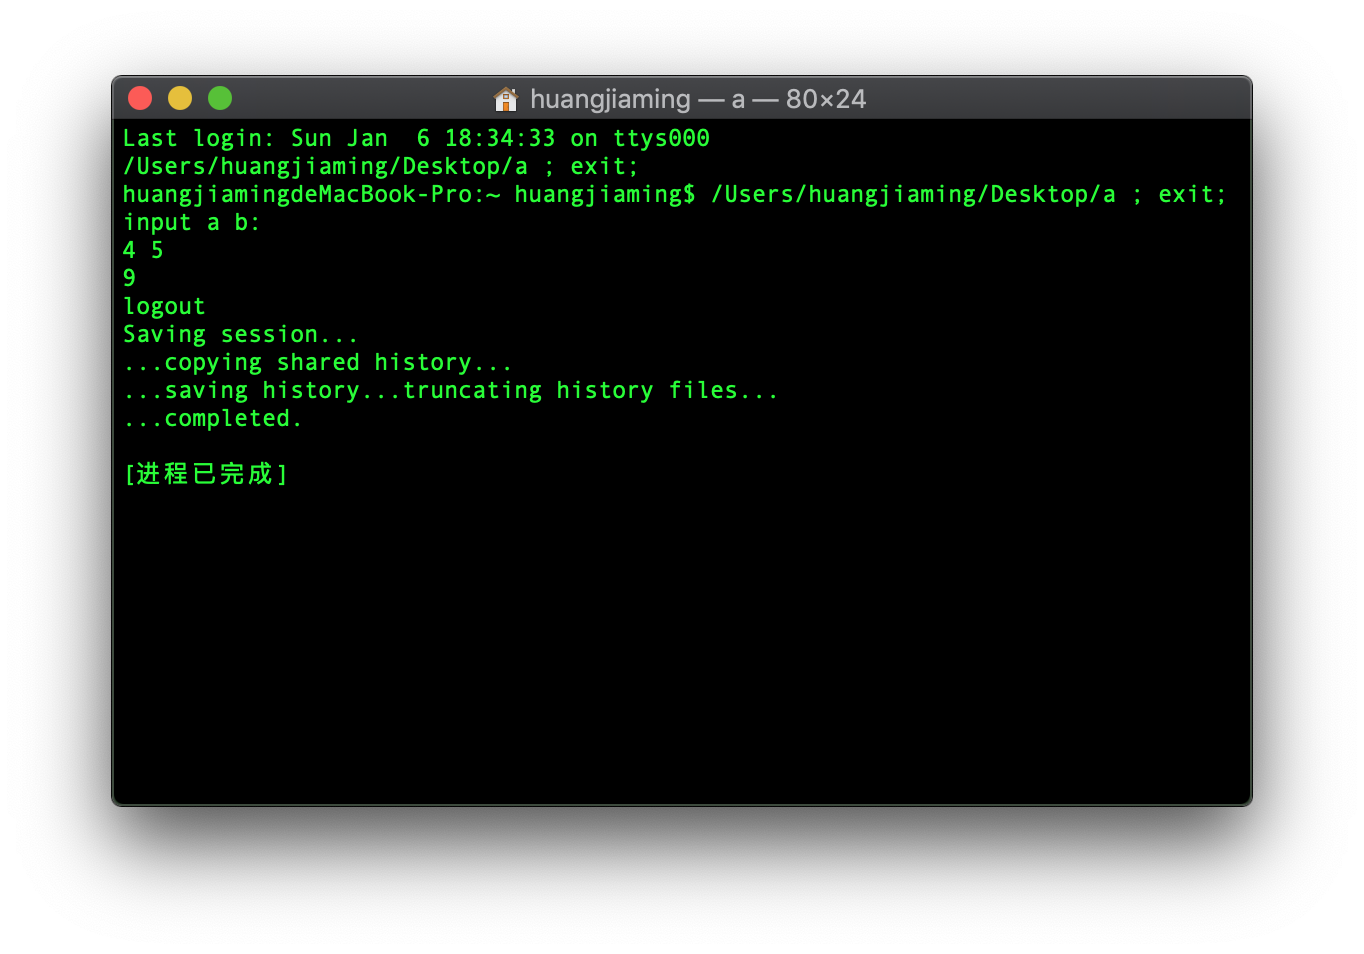 huangjiaming — a — 80×24
Last login: Sun Jan  6 18:34:33 on ttys000
/Users/huangjiaming/Desktop/a ; exit;
huangjiamingdeMacBook-Pro:~ huangjiaming$ /Users/huangjiaming/Desktop/a ; exit;
input a b:
4 5
9
logout
Saving session...
...copying shared history...
...saving history...truncating history files...
...completed.
[进程已完成]